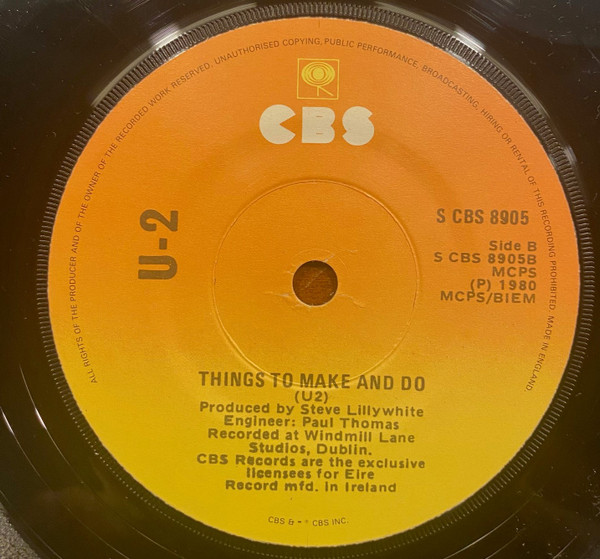 ALL RIGHTS OF THE PRODUCER AND OF THE OWNER OF THE RECORDED WORK RESERVED. UNAUTHORISED COPYING, PUBLIC PERFORMANCE, BROADCASTING, HIRING OR RENTAL OF THIS RECORDING PROHIBITED. MADE IN ENGLAND
CBS
U-2
S CBS 8905
Side B
S CBS 8905B
MCPS
(P) 1980
MCPS/BIEM
THINGS TO MAKE AND DO
(U2)
Produced by Steve Lillywhite
Engineer: Paul Thomas
Recorded at Windmill Lane
Studios, Dublin.
CBS Records are the exclusive
licensees for Eire
Record mfd. in Ireland
CBS & CBS INC.